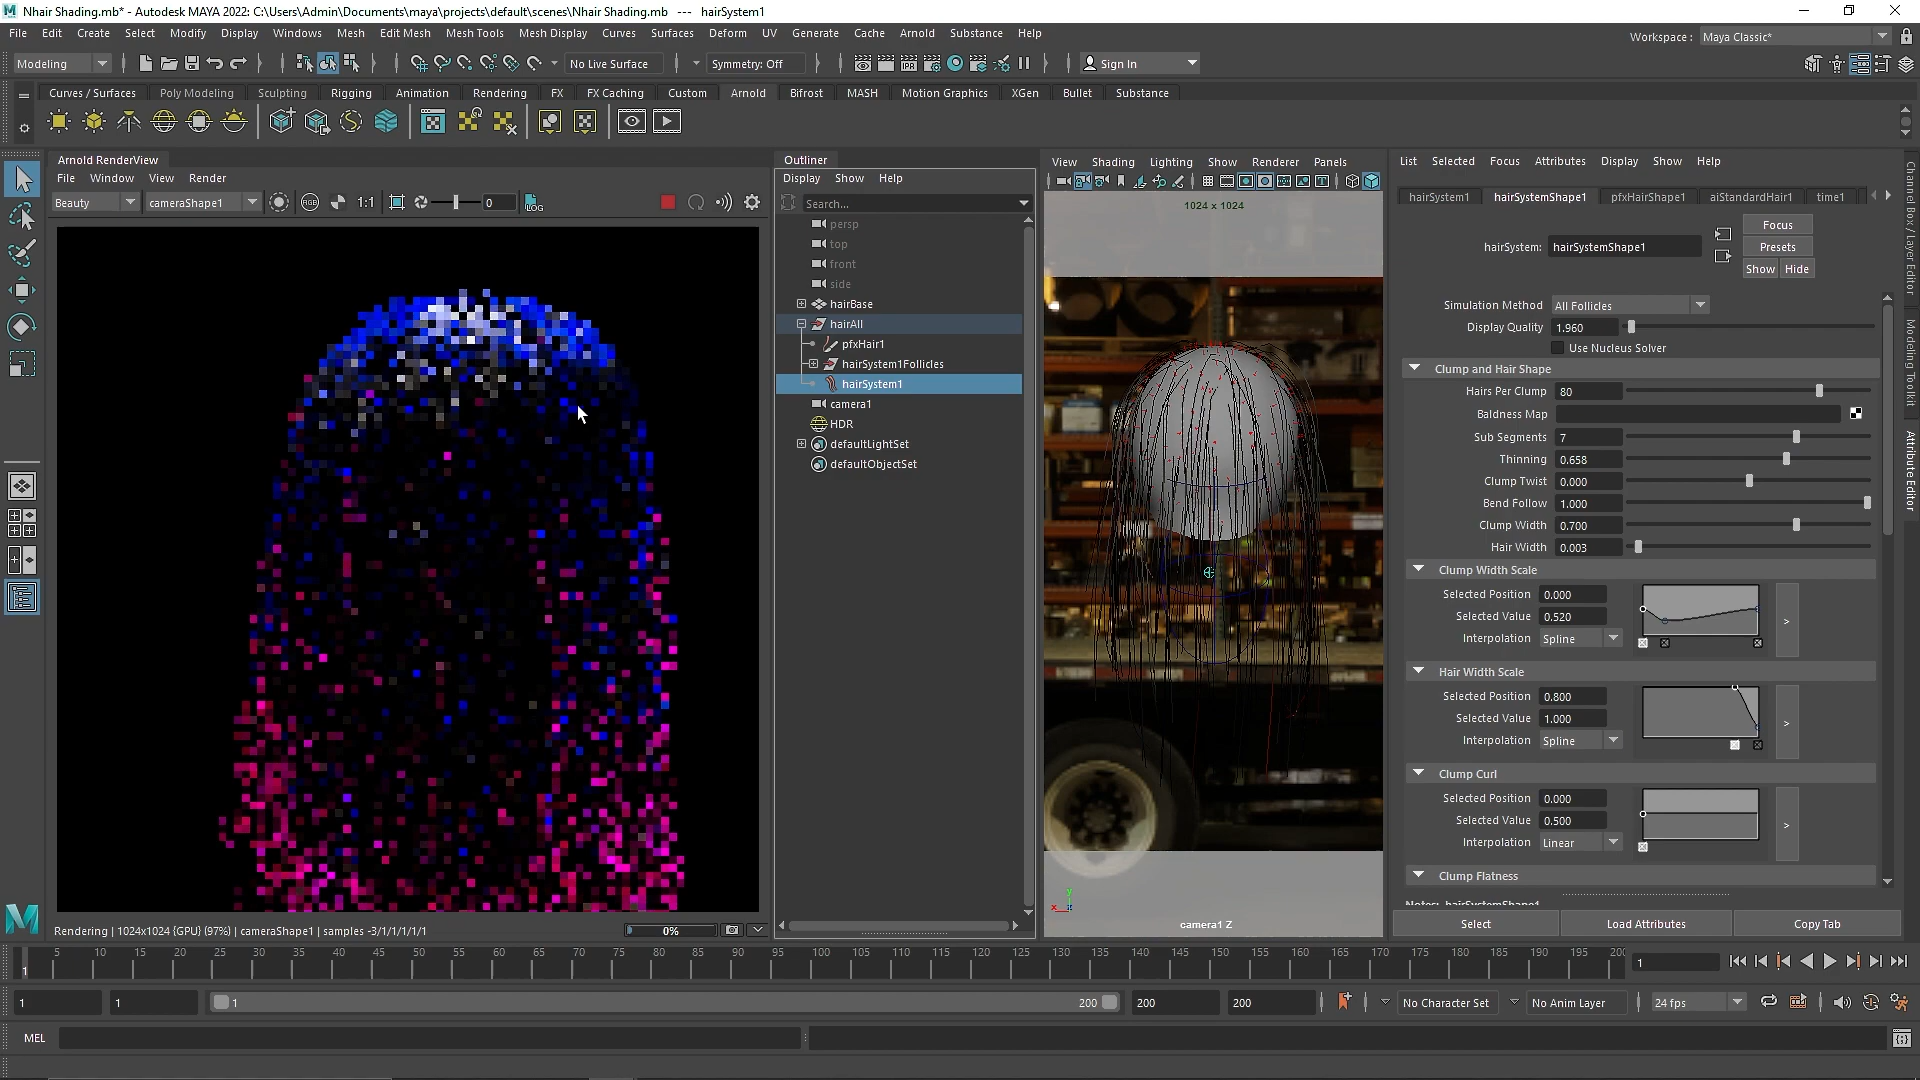 Nhair Shading.mb* - Autodesk MAYA 2022: C:\Users\Admin\Documents\maya\projects\default\scenes\Nhair Shading.mb --- hairSystem1
File Edit Create Select Modify Display Windows Mesh Edit Mesh Mesh Tools Mesh Display Curves Surfaces Deform UV Generate Cache Arnold Substance Help
Workspace : Maya Classic*
Modeling No Live Surface Symmetry: Off Sign In
Curves / Surfaces Poly Modeling Sculpting Rigging Animation Rendering FX FX Caching Custom Arnold Bifrost MASH Motion Graphics XGen Bullet Substance
Arnold RenderView
File Window View Render
Beauty cameraShape1 RGB 1:1 0 LOG
Rendering | 1024x1024 {GPU} (97%) | cameraShape1 | samples -3/1/1/1/1/1
0%
Outliner
Display Show Help
Search...
persp
top
front
side
hairBase
hairAll
pfxHair1
hairSystem1Follicles
hairSystem1
camera1
HDR
defaultLightSet
defaultObjectSet
View Shading Lighting Show Renderer Panels
1024 x 1024
camera1 Z
List Selected Focus Attributes Display Show Help
hairSystem1 hairSystemShape1 pfxHairShape1 aiStandardHair1 time1
hairSystem: hairSystemShape1
Focus
Presets
Show Hide
Simulation Method All Follicles
Display Quality 1.960
Use Nucleus Solver
Clump and Hair Shape
Hairs Per Clump 80
Baldness Map
Sub Segments 7
Thinning 0.658
Clump Twist 0.000
Bend Follow 1.000
Clump Width 0.700
Hair Width 0.003
Clump Width Scale
Selected Position 0.000
Selected Value 0.520
Interpolation Spline
>
Hair Width Scale
Selected Position 0.800
Selected Value 1.000
Interpolation Spline
>
Clump Curl
Selected Position 0.000
Selected Value 0.500
Interpolation Linear
>
Clump Flatness
Notes: hairSystemShape1
Select Load Attributes Copy Tab
Channel Box / Layer Editor
Modeling Toolkit
Attribute Editor
5 10 15 20 25 30 35 40 45 50 55 60 65 70 75 80 85 90 95 100 105 110 115 120 125 130 135 140 145 150 155 160 165 170 175 180 185 190 195 200
1
1
1 1 1 200 200 200 No Character Set No Anim Layer 24 fps
MEL